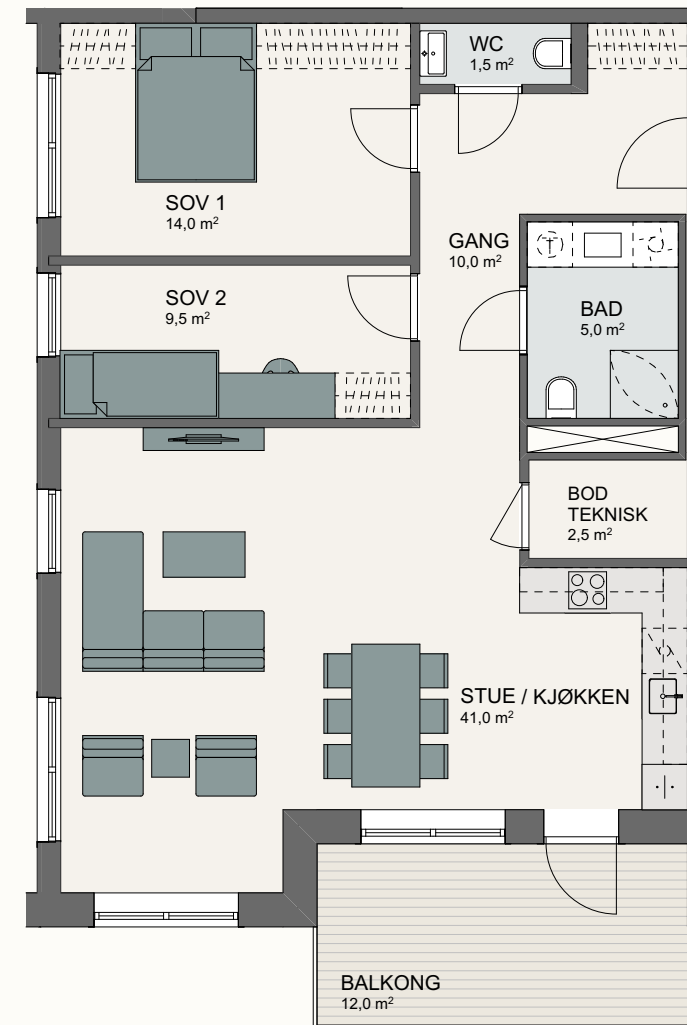 WC
1,5 m²
SOV 1
14,0 m²
GANG
10,0 m²
T
SOV 2
9,5 m²
BAD
5,0 m²
BOD
TEKNISK
2,5 m²
STUE / KJØKKEN
41,0 m²
BALKONG
12,0 m²